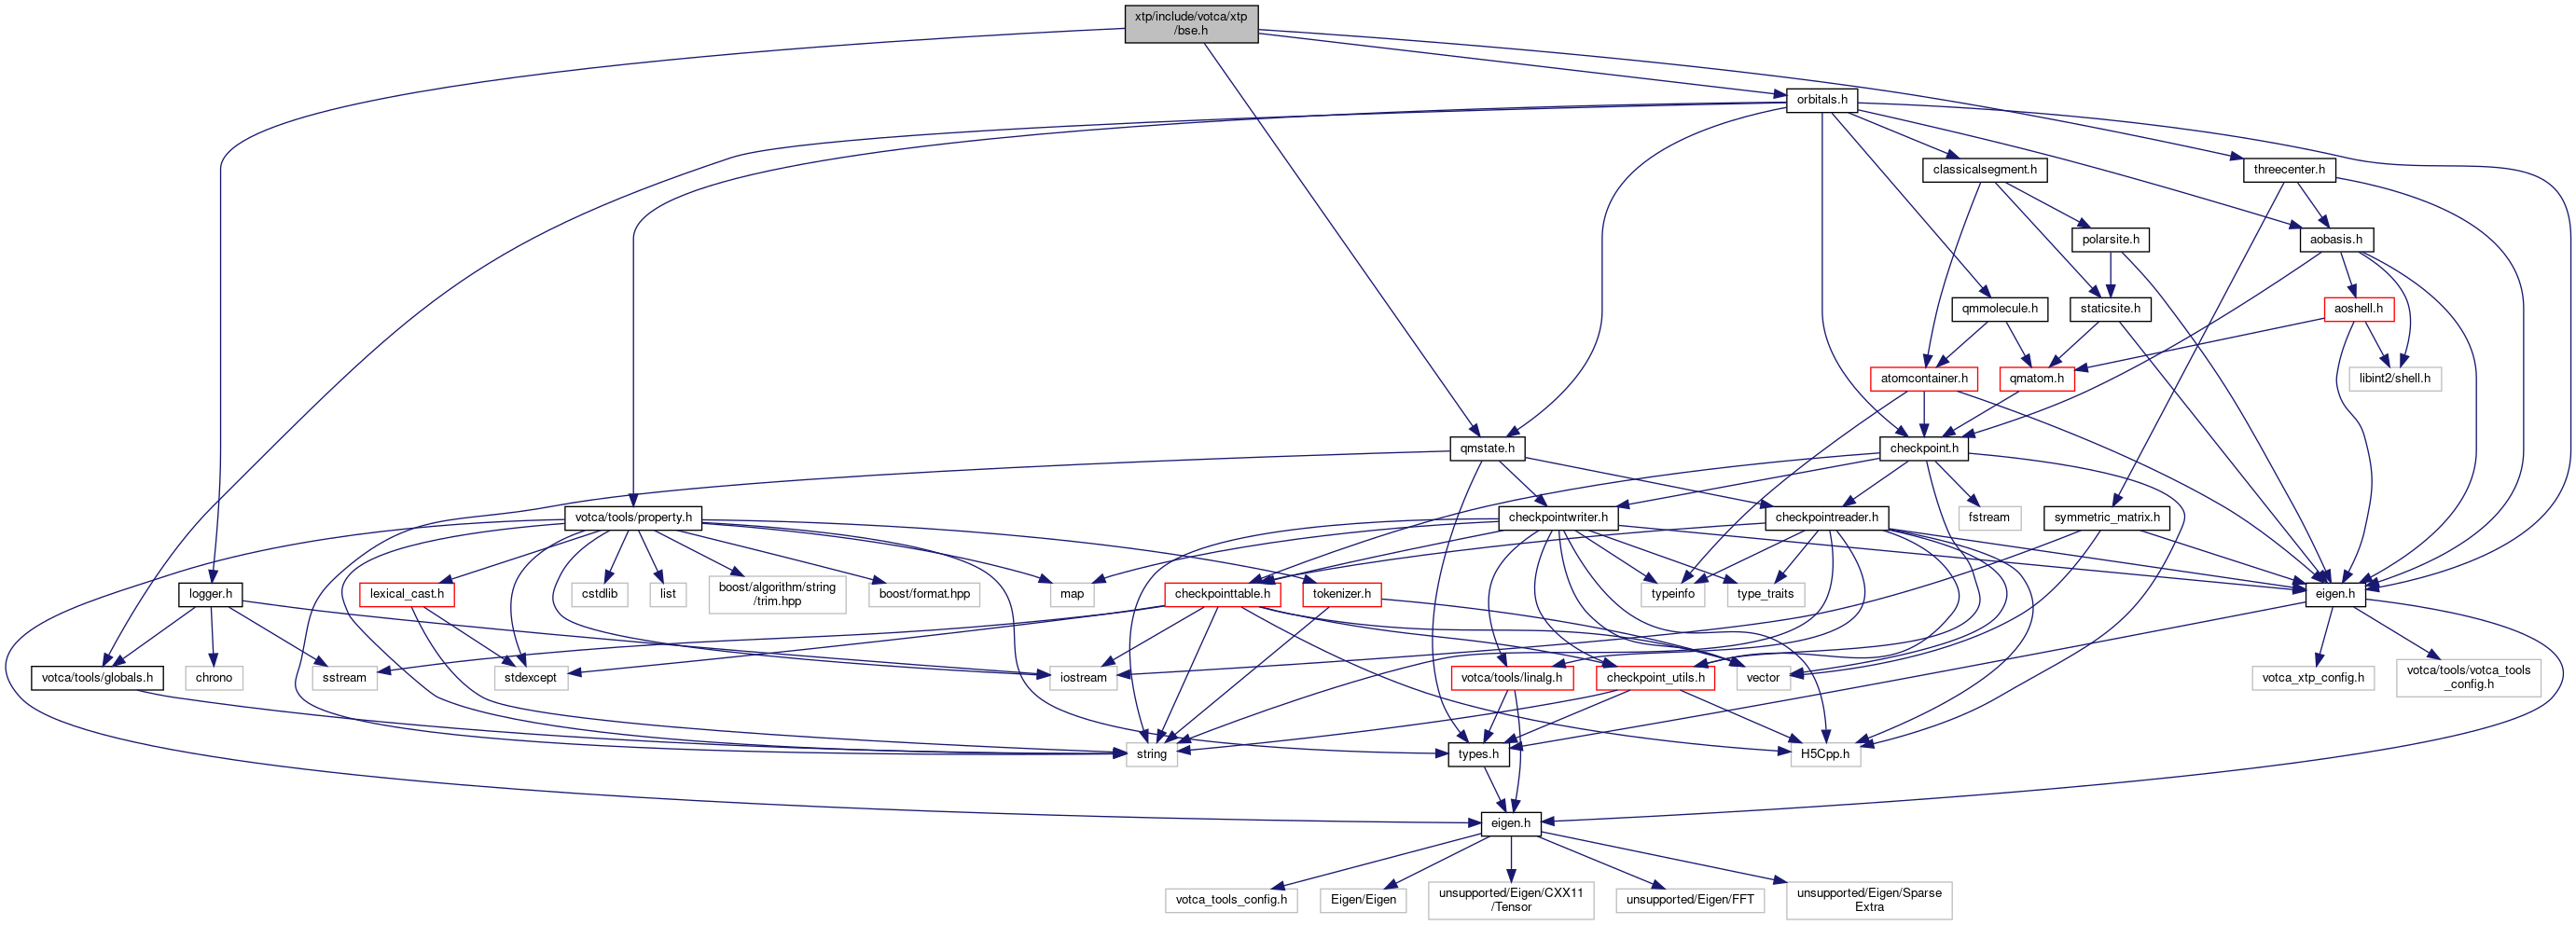 xtp/include/votca/xtp
/bse.h
orbitals.h
classicalsegment.h
threecenter.h
polarsite.h
aobasis.h
qmmolecule.h
staticsite.h
aoshell.h
atomcontainer.h
qmatom.h
libint2/shell.h
qmstate.h
checkpoint.h
votca/tools/property.h
checkpointwriter.h
checkpointreader.h
fstream
symmetric_matrix.h
logger.h
lexical_cast.h
cstdlib
list
boost/algorithm/string
/trim.hpp
boost/format.hpp
map
checkpointtable.h
tokenizer.h
typeinfo
type_traits
eigen.h
votca/tools/globals.h
chrono
sstream
stdexcept
iostream
votca/tools/linalg.h
checkpoint_utils.h
vector
votca_xtp_config.h
votca/tools/votca_tools
_config.h
string
types.h
H5Cpp.h
eigen.h
votca_tools_config.h
Eigen/Eigen
unsupported/Eigen/CXX11
/Tensor
unsupported/Eigen/FFT
unsupported/Eigen/Sparse
Extra